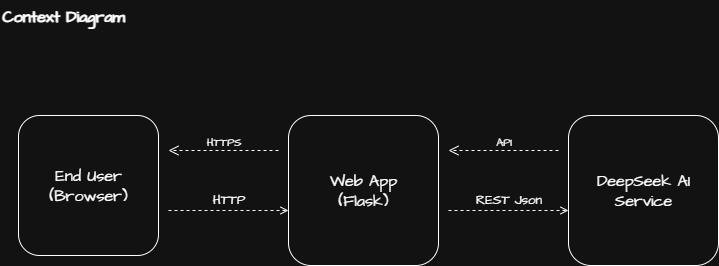 Context Diagram
HTTPS
API
End User
(Browser)
Web App
(Flask)
DeepSeek AI
Service
HTTP
REST Json